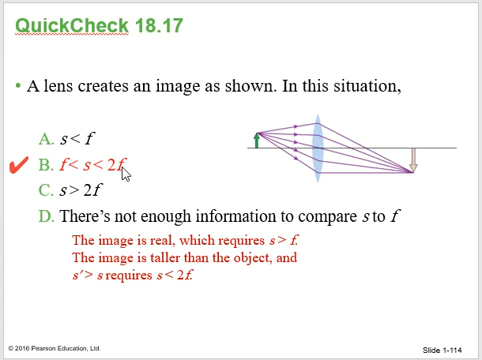 QuickCheck 18.17
• A lens creates an image as shown. In this situation,
A. s < f
B. f < s < 2f
C. s > 2f
D. There's not enough information to compare s to f
The image is real, which requires s > f.
The image is taller than the object, and
s′ > s requires s < 2f.
© 2016 Pearson Education, Ltd.
Slide 1-114